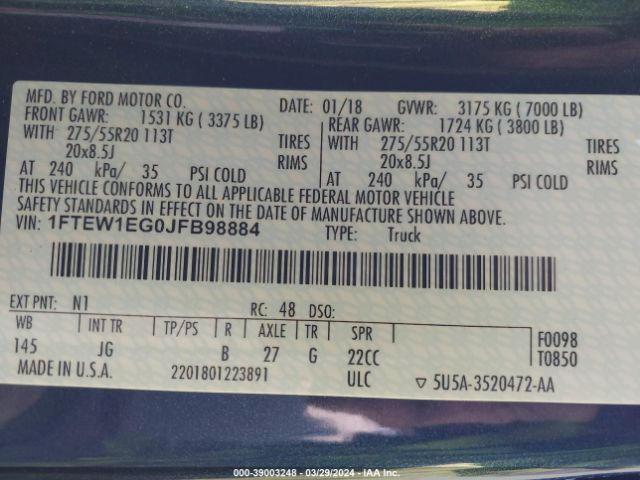 MFD. BY FORD MOTOR CO.
DATE: 01/18 GVWR: 3175 KG ( 7000 LB)
FRONT GAWR: 1531 KG ( 3375 LB) REAR GAWR: 1724 KG ( 3800 LB)
WITH 275/55R20 113T TIRES WITH 275/55R20 113T TIRES
20x8.5J RIMS 20x8.5J RIMS
AT 240 kPa/ 35 PSI COLD AT 240 kPa/ 35 PSI COLD
THIS VEHICLE CONFORMS TO ALL APPLICABLE FEDERAL MOTOR VEHICLE
SAFETY STANDARDS IN EFFECT ON THE DATE OF MANUFACTURE SHOWN ABOVE.
VIN: 1FTEW1EG0JFB98884 TYPE: Truck
EXT PNT: N1 RC: 48 DSO:
WB INT TR TP/PS R AXLE TR SPR F0098
145 JG B 27 G 22CC T0850
MADE IN U.S.A. 2201801223891 ULC ▽ 5U5A-3520472-AA
000-39003248 - 03/29/2024 - IAA Inc.